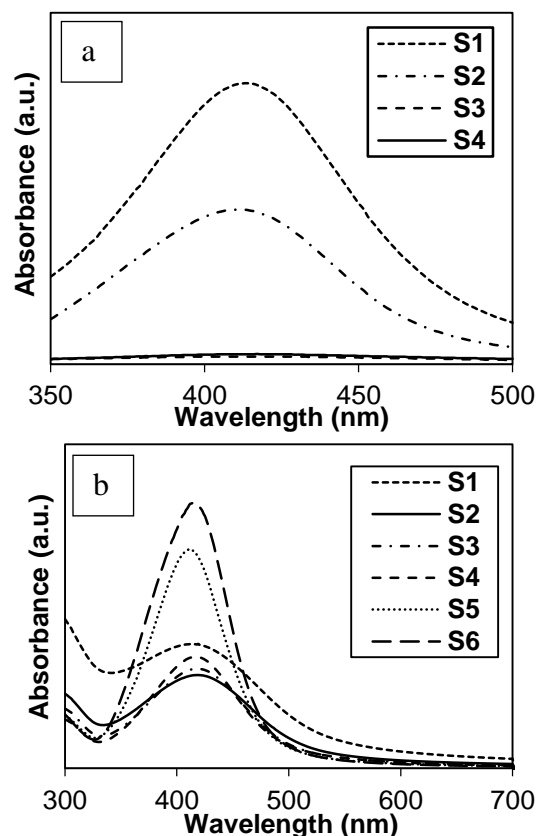 a
S1
S2
S3
S4
Absorbance (a.u.)
350 400 450 500
Wavelength (nm)
b
S1
S2
S3
S4
S5
S6
Absorbance (a.u.)
300 400 500 600 700
Wavelength (nm)